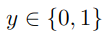 y ∈ {0, 1}